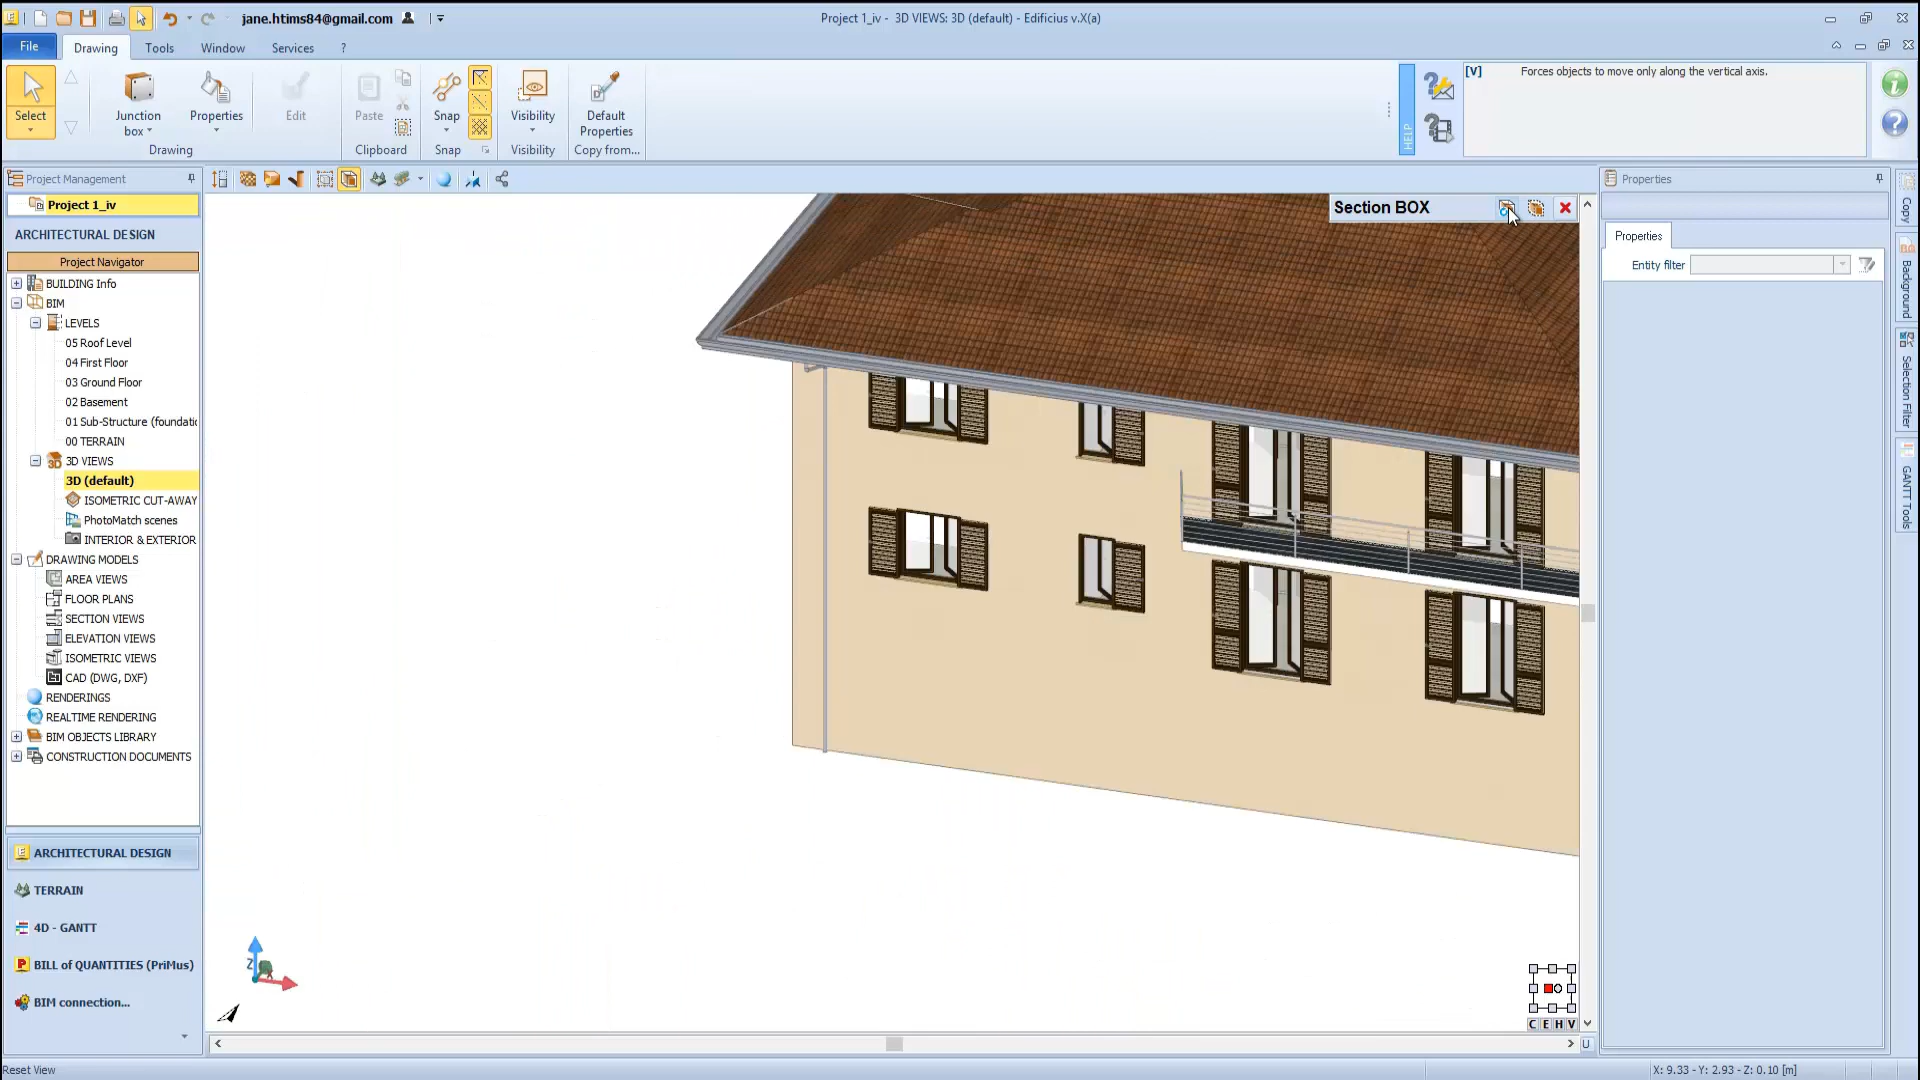 jane.htims84@gmail.com
Project 1_iv - 3D VIEWS: 3D (default) - Edificius v.X(a)
File
Drawing
Tools
Window
Services
?
Select
Junction box
Properties
Edit
Drawing
Paste
Clipboard
Snap
Snap
Visibility
Visibility
Default Properties
Copy from...
HELP
[V]
Forces objects to move only along the vertical axis.
Project Management
Project 1_iv
ARCHITECTURAL DESIGN
Project Navigator
BUILDING Info
BIM
LEVELS
05 Roof Level
04 First Floor
03 Ground Floor
02 Basement
01 Sub-Structure (foundatio
00 TERRAIN
3D VIEWS
3D (default)
ISOMETRIC CUT-AWAY
PhotoMatch scenes
INTERIOR & EXTERIOR
DRAWING MODELS
AREA VIEWS
FLOOR PLANS
SECTION VIEWS
ELEVATION VIEWS
ISOMETRIC VIEWS
CAD (DWG, DXF)
RENDERINGS
REALTIME RENDERING
BIM OBJECTS LIBRARY
CONSTRUCTION DOCUMENTS
ARCHITECTURAL DESIGN
TERRAIN
4D - GANTT
BILL of QUANTITIES (PriMus)
BIM connection...
Section BOX
Z
C E H V
U
Properties
Properties
Entity filter
Copy
Background
Selection Filter
GANTT Tools
Reset View
X: 9.33 - Y: 2.93 - Z: 0.10 [m]